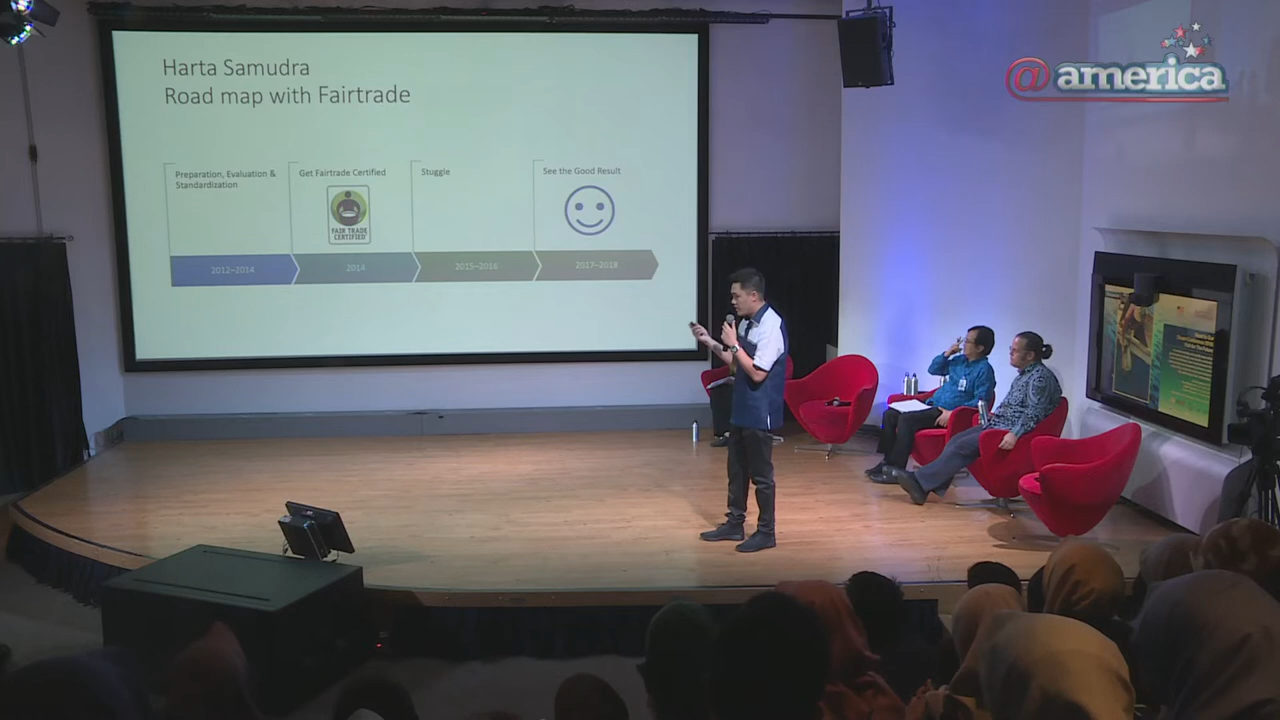 Harta Samudra
Road map with Fairtrade
Preparation, Evaluation &
Standardization
Get Fairtrade Certified
Stuggle
See the Good Result
FAIR TRADE
CERTIFIED
2012–2014
2014
2015–2016
2017–2018
@america